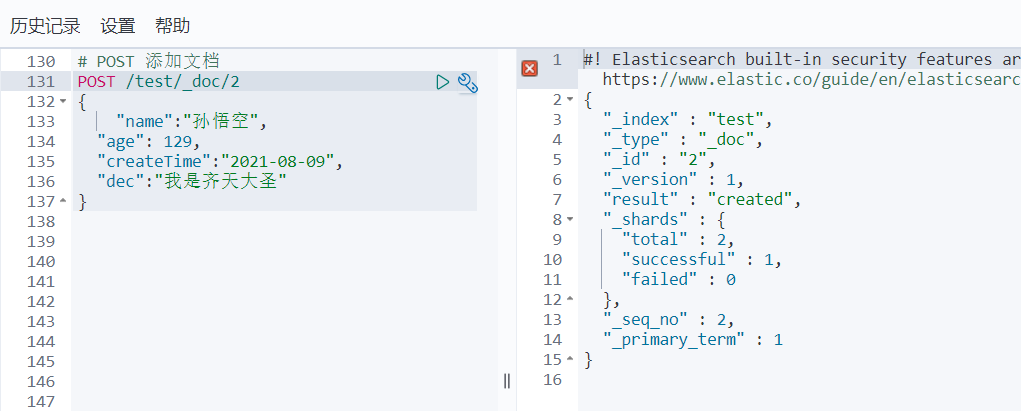 历史记录 设置 帮助
130 # POST 添加文档
131 POST /test/_doc/2
132 {
133 "name":"孙悟空",
134 "age": 129,
135 "createTime":"2021-08-09",
136 "dec":"我是齐天大圣"
137 }
138
139
140
141
142
143
144
145
146
147
1 #! Elasticsearch built-in security features ar
https://www.elastic.co/guide/en/elasticsearc
2 {
3 "_index" : "test",
4 "_type" : "_doc",
5 "_id" : "2",
6 "_version" : 1,
7 "result" : "created",
8 "_shards" : {
9 "total" : 2,
10 "successful" : 1,
11 "failed" : 0
12 },
13 "_seq_no" : 2,
14 "_primary_term" : 1
15 }
16